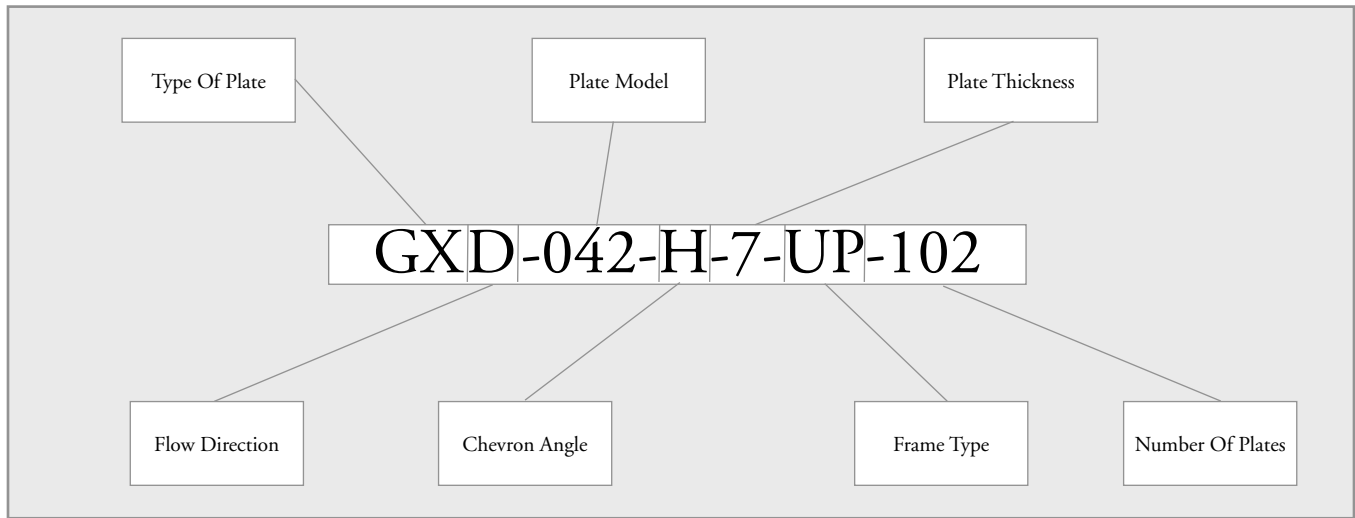 Type Of Plate
Plate Model
Plate Thickness
GXD-042-H-7-UP-102
Flow Direction
Chevron Angle
Frame Type
Number Of Plates